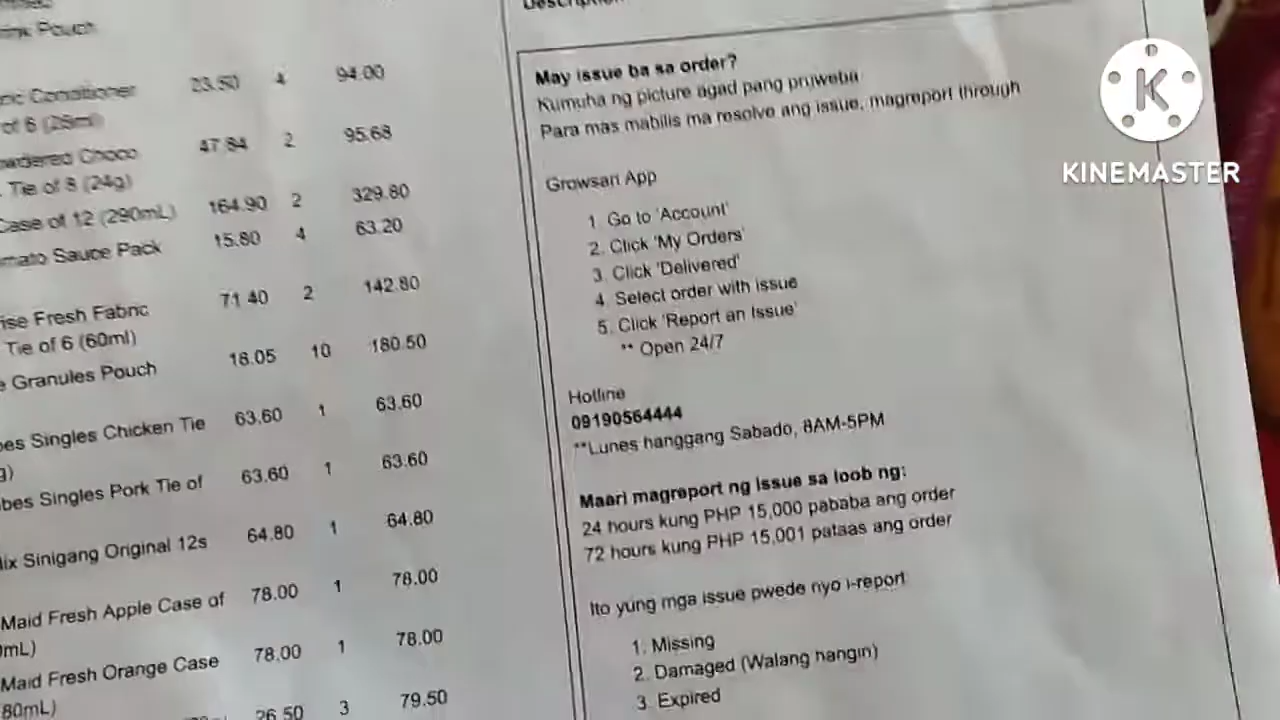 Pouch
Description
23.50 4 94.00
Conditioner
of 6 (28ml)
47.84 2 95.68
Choco
Tie of 8 (24g)
164.90 2 329.80
Case of 12 (290mL)
15.80 4 63.20
Sauce Pack
71.40 2 142.80
Fresh Fabric
Tie of 6 (60ml)
18.05 10 180.50
Granules Pouch
63.60 1 63.60
Singles Chicken Tie
63.60 1 63.60
Singles Pork Tie of
64.80 1 64.80
Sinigang Original 12s
78.00 1 78.00
Maid Fresh Apple Case of
78.00 1 78.00
Maid Fresh Orange Case
80mL)
26.50 3 79.50
May issue ba sa order?
Kumuha ng picture agad pang pruweba
Para mas mabilis ma resolve ang issue, magreport through
Growsari App
1. Go to 'Account'
2. Click 'My Orders'
3. Click 'Delivered'
4. Select order with issue
5. Click 'Report an Issue'
** Open 24/7
Hotline
09190564444
**Lunes hanggang Sabado, 8AM-5PM
Maari magreport ng issue sa loob ng:
24 hours kung PHP 15,000 pababa ang order
72 hours kung PHP 15,001 pataas ang order
Ito yung mga issue pwede nyo i-report
1. Missing
2. Damaged (Walang hangin)
3. Expired
K
KINEMASTER